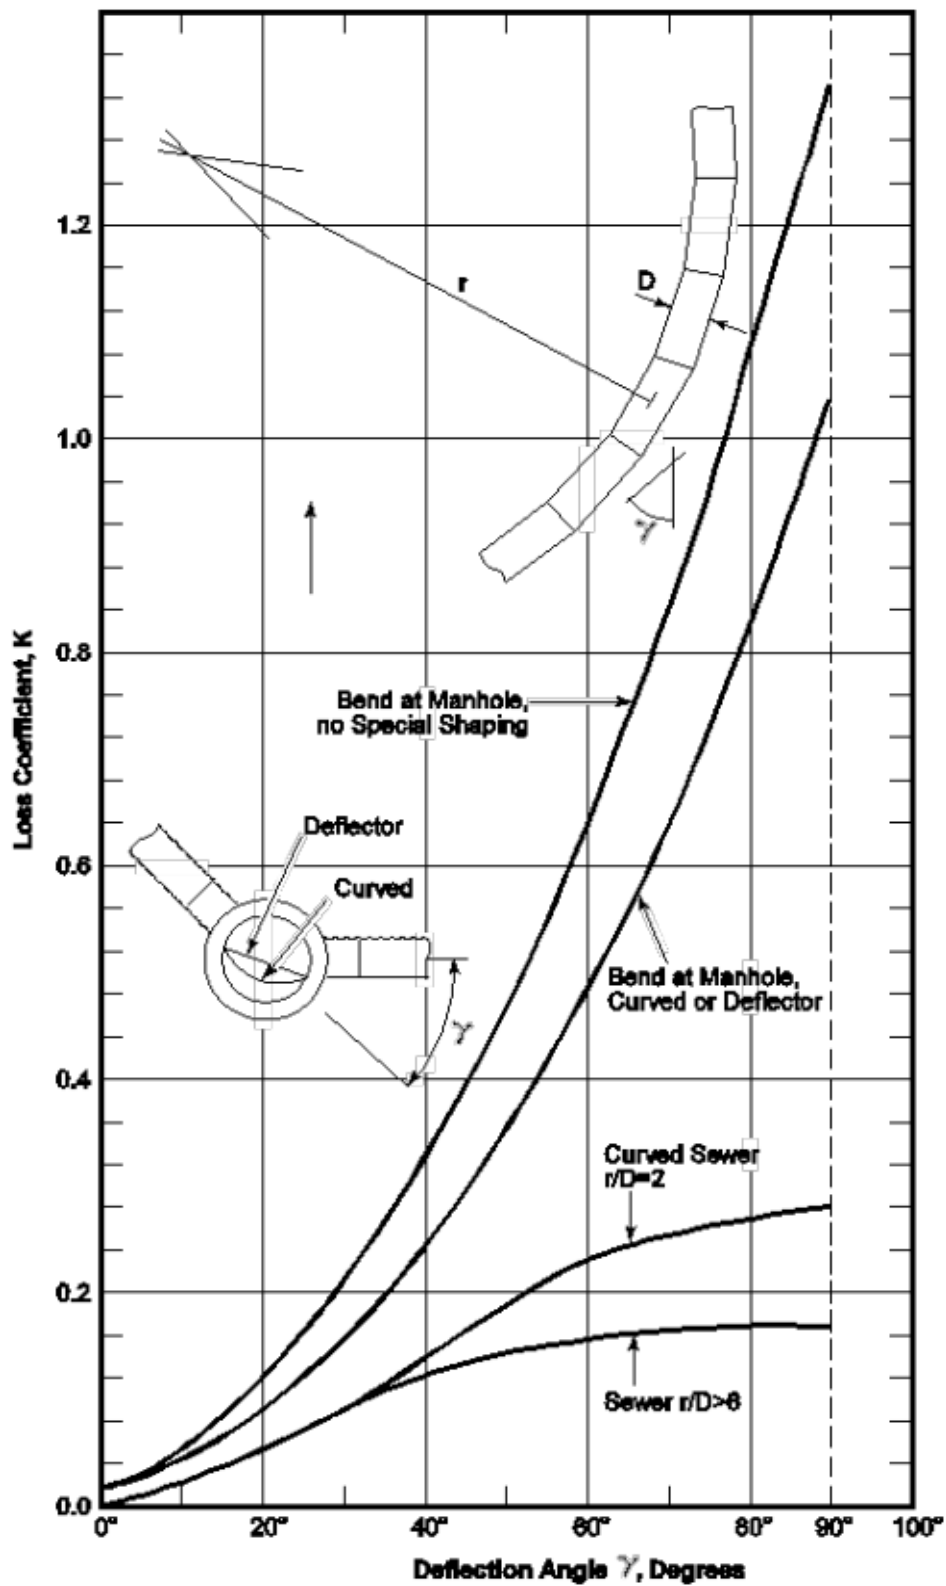 1.2
r
D
1.0
γ
0.8
Loss Coefficient, K
Bend at Manhole,
no Special Shaping
Deflector
Curved
0.6
Bend at Manhole,
Curved or Deflector
γ
0.4
Curved Sewer
r/D=2
0.2
Sewer r/D>6
0.0
0° 20° 40° 60° 80° 90° 100°
Deflection Angle γ, Degrees